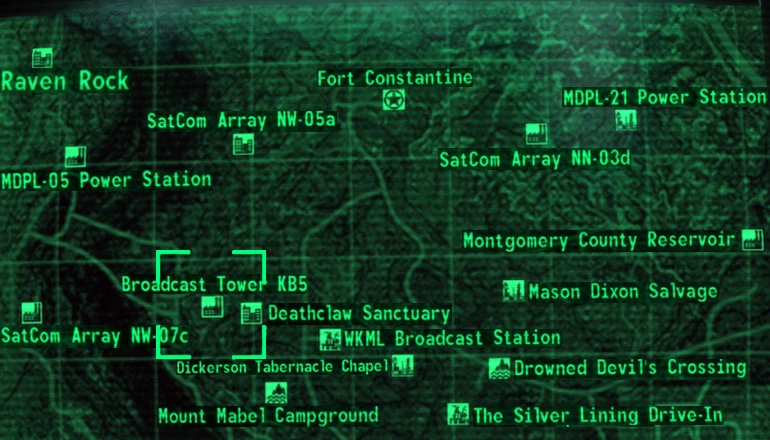 Raven Rock
Fort Constantine
MDPL-21 Power Station
SatCom Array NW-05a
SatCom Array NN-03d
MDPL-05 Power Station
Montgomery County Reservoir
Broadcast Tower KB5
Mason Dixon Salvage
Deathclaw Sanctuary
SatCom Array NW-07c
WKML Broadcast Station
Dickerson Tabernacle Chapel
Drowned Devil's Crossing
Mount Mabel Campground
The Silver Lining Drive-In